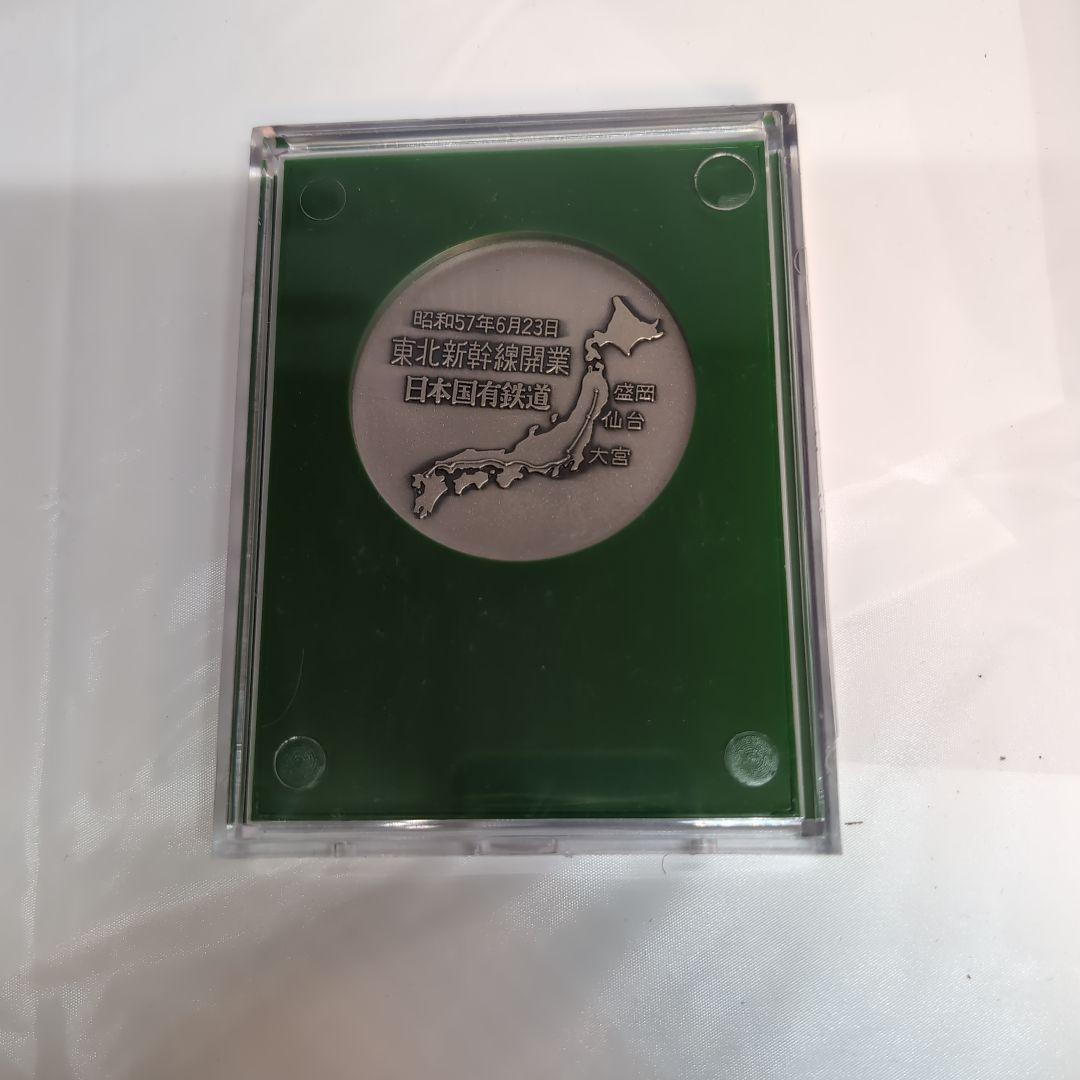 昭和57年6月23日
東北新幹線開業
日本国有鉄道
盛岡
仙台
大宮